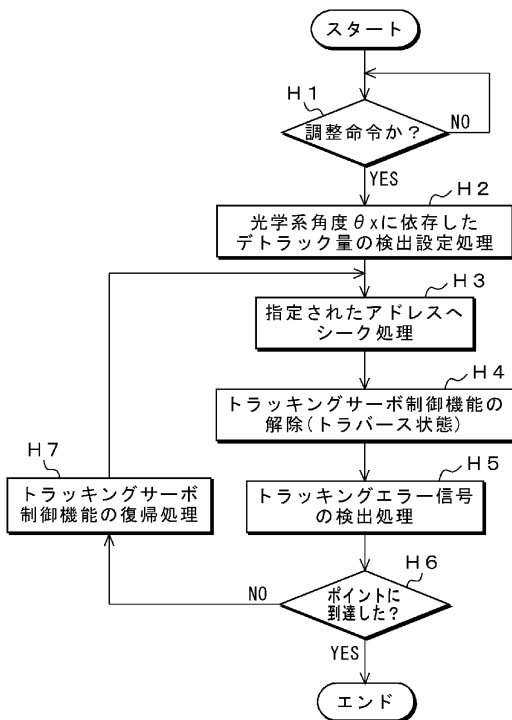 スタート
H1
調整命令か？
NO
YES
H2
光学系角度θxに依存した
デトラック量の検出設定処理
H3
指定されたアドレスへ
シーク処理
H4
トラッキングサーボ制御機能の
解除(トラバース状態)
H7
トラッキングサーボ
制御機能の復帰処理
H5
トラッキングエラー信号
の検出処理
H6
ポイントに
到達した？
NO
YES
エンド